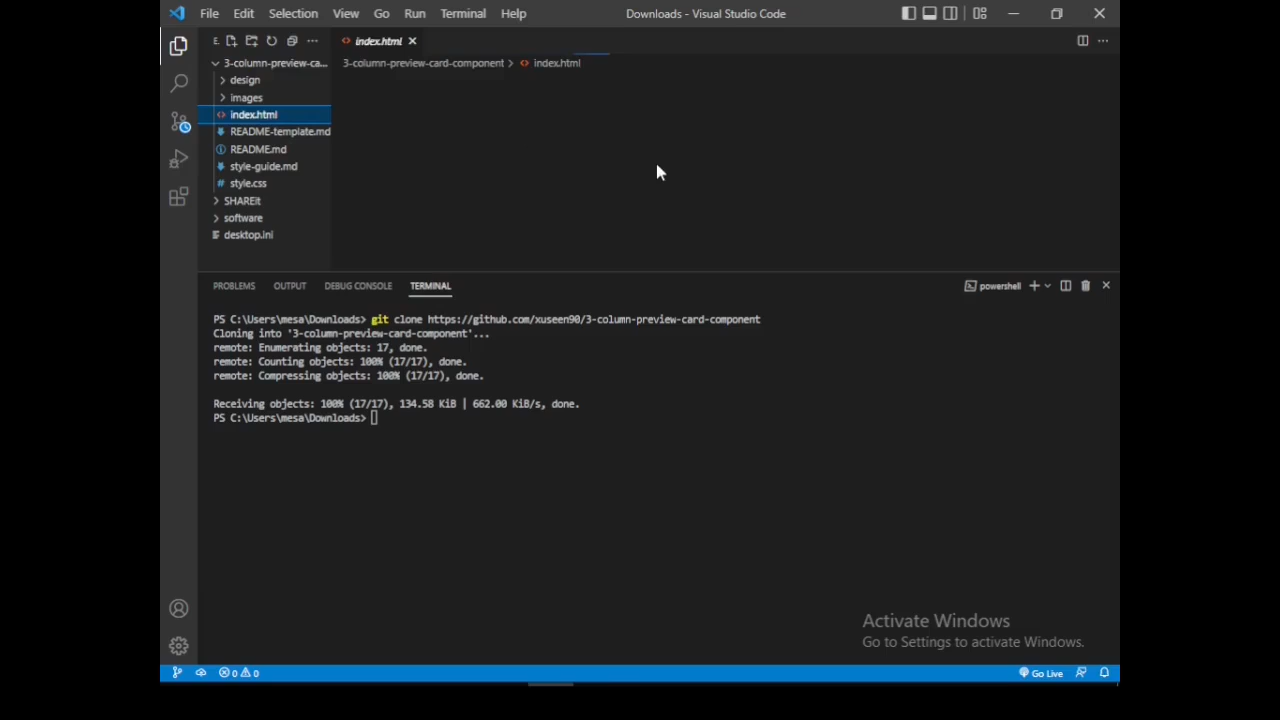 File Edit Selection View Go Run Terminal Help
Downloads - Visual Studio Code
index.html
3-column-preview-ca...
3-column-preview-card-component > index.html
design
images
index.html
README-template.md
README.md
style-guide.md
style.css
SHAREit
software
desktop.ini
PROBLEMS OUTPUT DEBUG CONSOLE TERMINAL
powershell
PS C:\Users\mesa\Downloads> git clone https://github.com/xuseen90/3-column-preview-card-component
Cloning into '3-column-preview-card-component'...
remote: Enumerating objects: 17, done.
remote: Counting objects: 100% (17/17), done.
remote: Compressing objects: 100% (17/17), done.
Receiving objects: 100% (17/17), 134.58 KiB | 662.00 KiB/s, done.
PS C:\Users\mesa\Downloads>
Activate Windows
Go to Settings to activate Windows.
0 0
Go Live